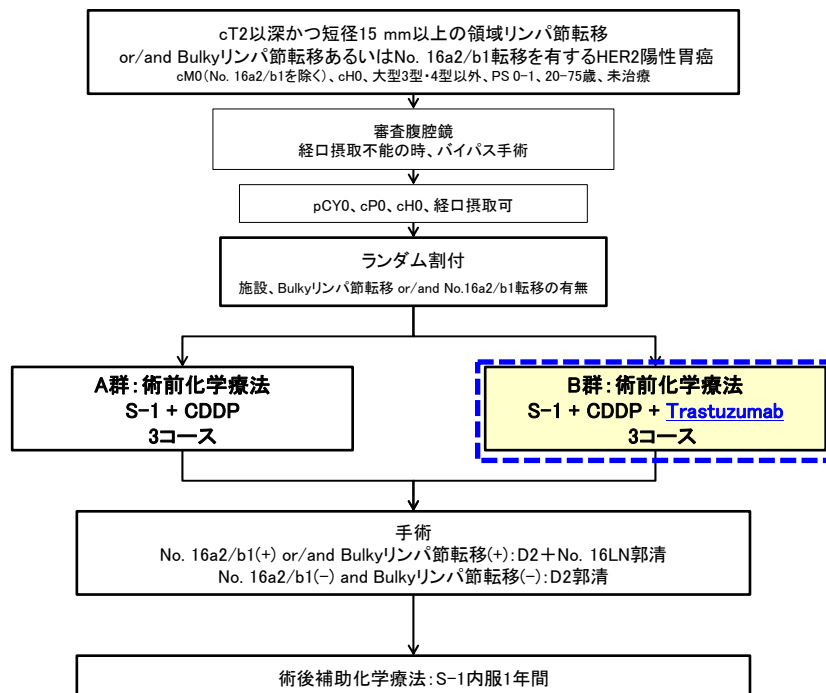 cT2以深かつ短径15 mm以上の領域リンパ節転移
or/and Bulkyリンパ節転移あるいはNo. 16a2/b1転移を有するHER2陽性胃癌
cM0(No. 16a2/b1を除く)、cH0、大型3型・4型以外、PS 0-1、20-75歳、未治療
審査腹腔鏡
経口摂取不能の時、バイパス手術
pCY0、cP0、cH0、経口摂取可
ランダム割付
施設、Bulkyリンパ節転移 or/and No.16a2/b1転移の有無
A群：術前化学療法
S-1 + CDDP
3コース
B群：術前化学療法
S-1 + CDDP + Trastuzumab
3コース
手術
No. 16a2/b1(+) or/and Bulkyリンパ節転移(+)：D2＋No. 16LN郭清
No. 16a2/b1(-) and Bulkyリンパ節転移(-)：D2郭清
術後補助化学療法：S-1内服1年間